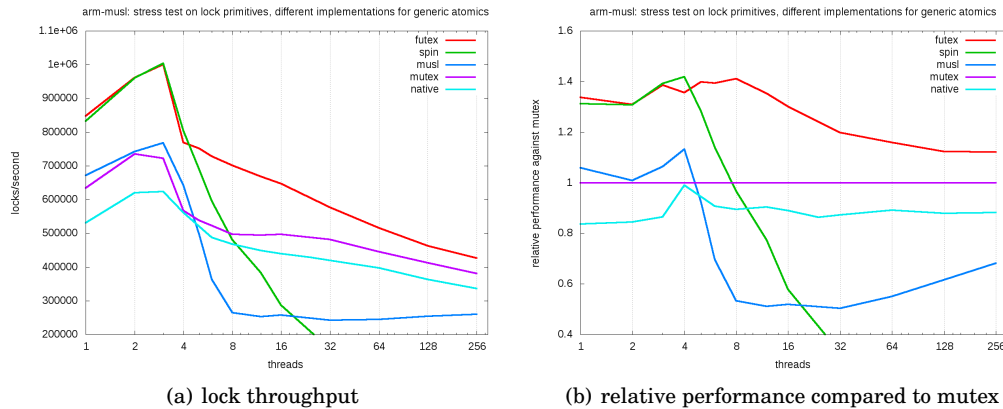 arm-musl: stress test on lock primitives, different implementations for generic atomics
1.1e+06
1e+06
900000
800000
700000
600000
500000
400000
300000
200000
locks/second
futex
spin
musl
mutex
native
1 2 4 8 16 32 64 128 256
threads
(a) lock throughput
arm-musl: stress test on lock primitives, different implementations for generic atomics
1.6
1.4
1.2
1
0.8
0.6
0.4
relative performance against mutex
futex
spin
musl
mutex
native
1 2 4 8 16 32 64 128 256
threads
(b) relative performance compared to mutex